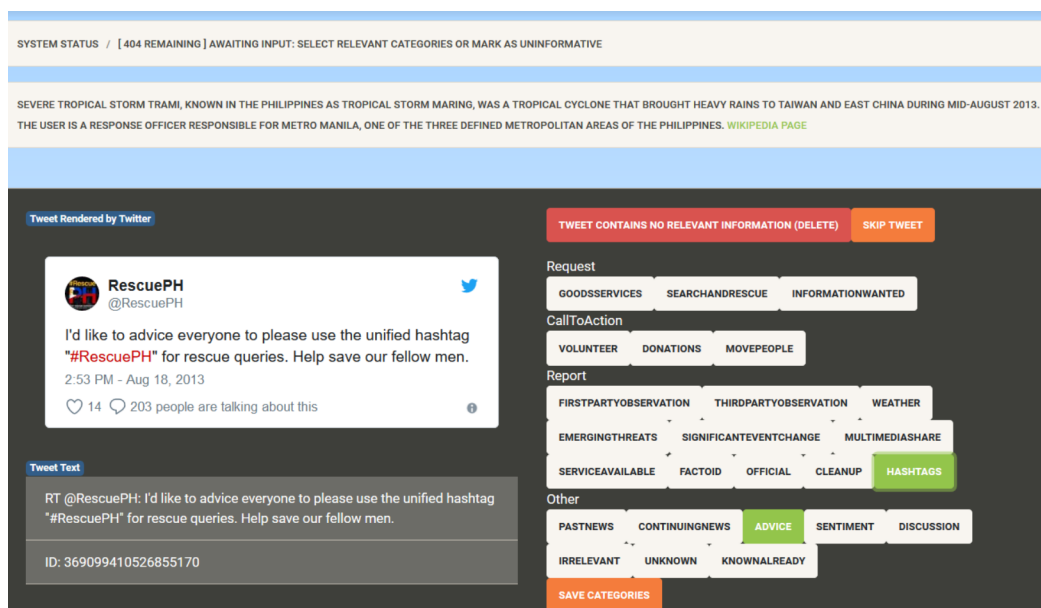 SYSTEM STATUS / [ 404 REMAINING ] AWAITING INPUT: SELECT RELEVANT CATEGORIES OR MARK AS UNINFORMATIVE
SEVERE TROPICAL STORM TRAMI, KNOWN IN THE PHILIPPINES AS TROPICAL STORM MARING, WAS A TROPICAL CYCLONE THAT BROUGHT HEAVY RAINS TO TAIWAN AND EAST CHINA DURING MID-AUGUST 2013.
THE USER IS A RESPONSE OFFICER RESPONSIBLE FOR METRO MANILA, ONE OF THE THREE DEFINED METROPOLITAN AREAS OF THE PHILIPPINES. WIKIPEDIA PAGE
Tweet Rendered by Twitter
RescuePH
@RescuePH
I'd like to advice everyone to please use the unified hashtag
"#RescuePH" for rescue queries. Help save our fellow men.
2:53 PM - Aug 18, 2013
14 203 people are talking about this
Tweet Text
RT @RescuePH: I'd like to advice everyone to please use the unified hashtag
"#RescuePH" for rescue queries. Help save our fellow men.
ID: 369099410526855170
TWEET CONTAINS NO RELEVANT INFORMATION (DELETE) SKIP TWEET
Request
GOODSSERVICES SEARCHANDRESCUE INFORMATIONWANTED
CallToAction
VOLUNTEER DONATIONS MOVEPEOPLE
Report
FIRSTPARTYOBSERVATION THIRDPARTYOBSERVATION WEATHER
EMERGINGTHREATS SIGNIFICANTEVENTCHANGE MULTIMEDIASHARE
SERVICEAVAILABLE FACTOID OFFICIAL CLEANUP HASHTAGS
Other
PASTNEWS CONTINUINGNEWS ADVICE SENTIMENT DISCUSSION
IRRELEVANT UNKNOWN KNOWNALREADY
SAVE CATEGORIES